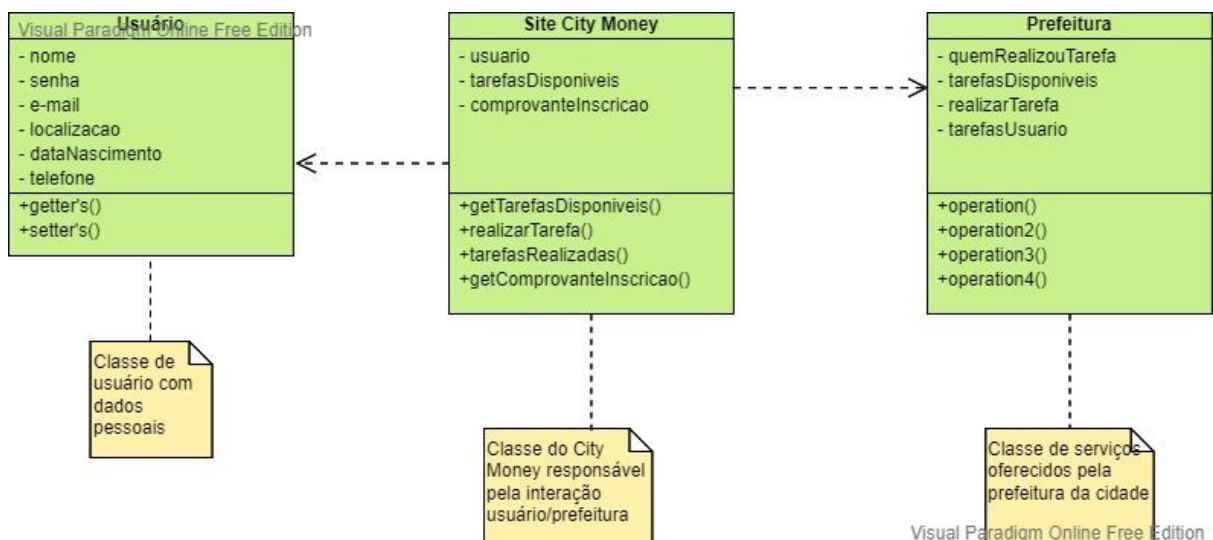 Visual Paradigm Online Free Edition
Usuário
- nome
- senha
- e-mail
- localizacao
- dataNascimento
- telefone
+getter's()
+setter's()
Classe de
usuário com
dados
pessoais
Site City Money
- usuario
- tarefasDisponiveis
- comprovanteInscricao
+getTarefasDisponiveis()
+realizarTarefa()
+tarefasRealizadas()
+getComprovanteInscricao()
Classe do City
Money responsável
pela interação
usuário/prefeitura
Prefeitura
- quemRealizouTarefa
- tarefasDisponiveis
- realizarTarefa
- tarefasUsuario
+operation()
+operation2()
+operation3()
+operation4()
Classe de serviços
oferecidos pela
prefeitura da cidade
Visual Paradigm Online Free Edition